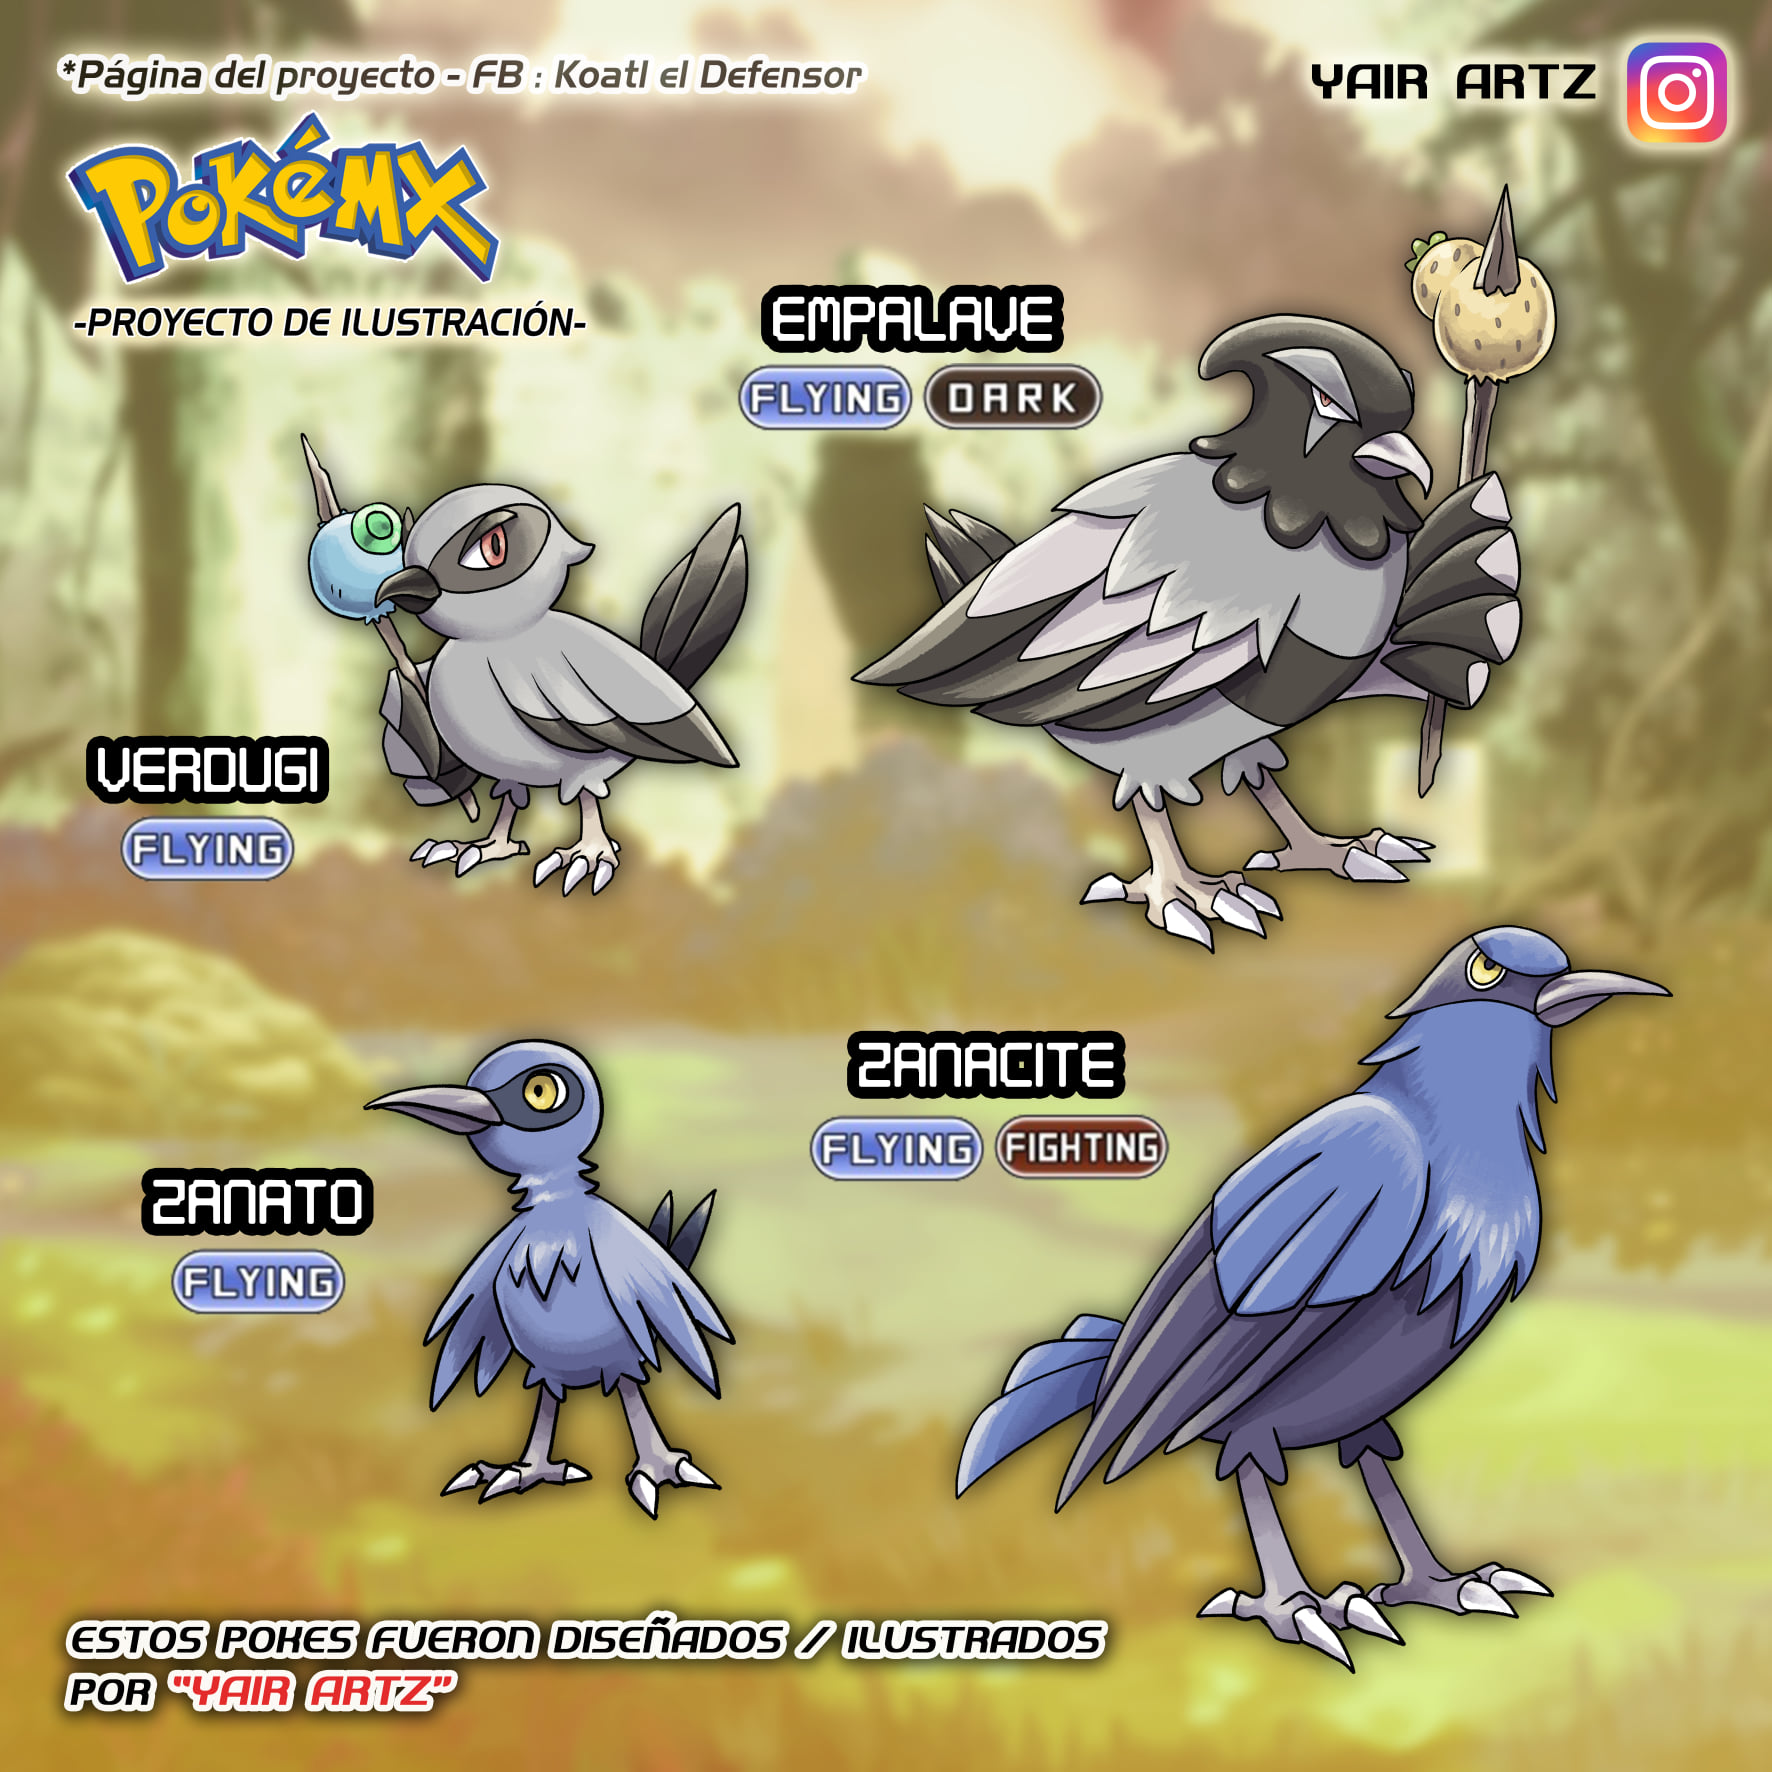 *Página del proyecto - FB : Koatl el Defensor
YAIR ARTZ
POKéMX
-PROYECTO DE ILUSTRACIÓN-
EMPALAVE
FLYING DARK
VERDUGI
FLYING
ZANACITE
FLYING FIGHTING
ZANATO
FLYING
ESTOS POKES FUERON DISEÑADOS / ILUSTRADOS
POR "YAIR ARTZ"